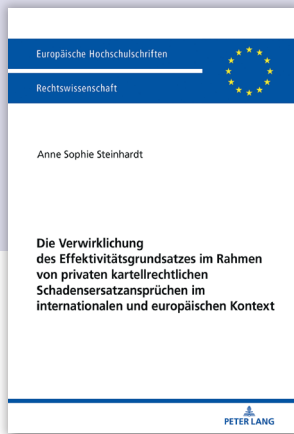 Europäische Hochschulschriften
Rechtswissenschaft
Anne Sophie Steinhardt
Die Verwirklichung
des Effektivitätsgrundsatzes im Rahmen
von privaten kartellrechtlichen
Schadensersatzansprüchen im
internationalen und europäischen Kontext
PETER LANG